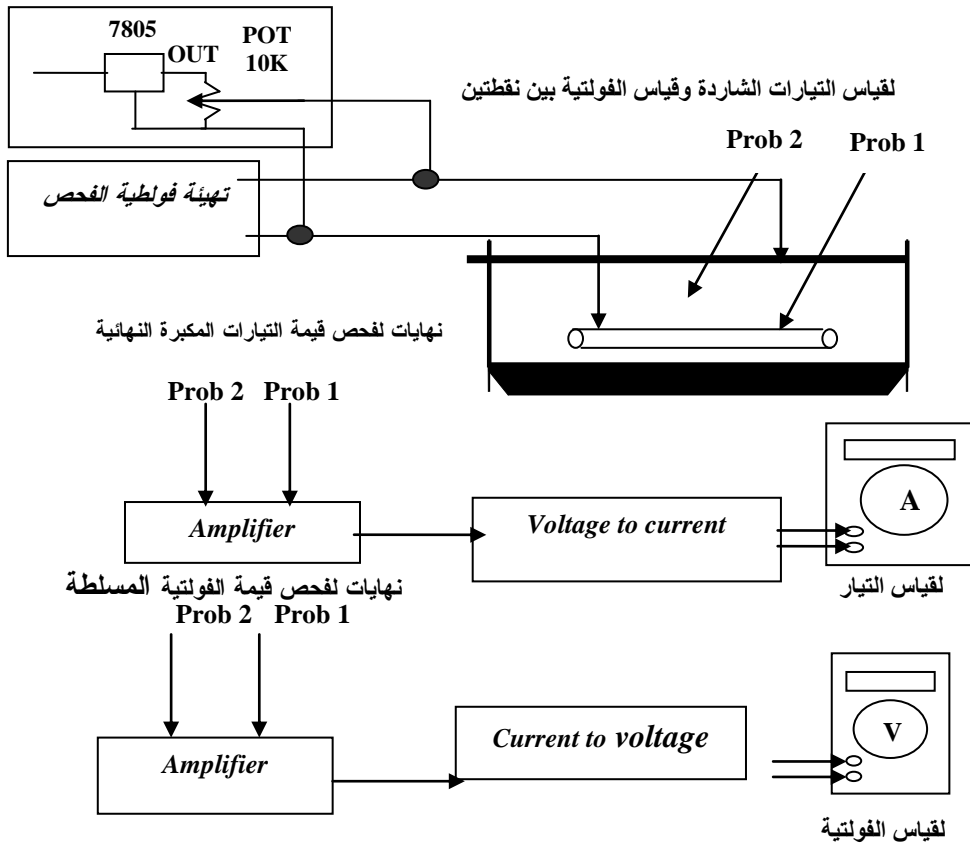 7805
POT
OUT
10K
لقياس التيارات الشاردة وقياس الفولتية بين نقطتين
Prob 2 Prob 1
تهيئة فولطية الفحص
نهايات لفحص قيمة التيارات المكبرة النهائية
Prob 2 Prob 1
A
Amplifier
Voltage to current
لقياس التيار
نهايات لفحص قيمة الفولتية المسلطة
Prob 2 Prob 1
V
Current to voltage
Amplifier
لقياس الفولتية